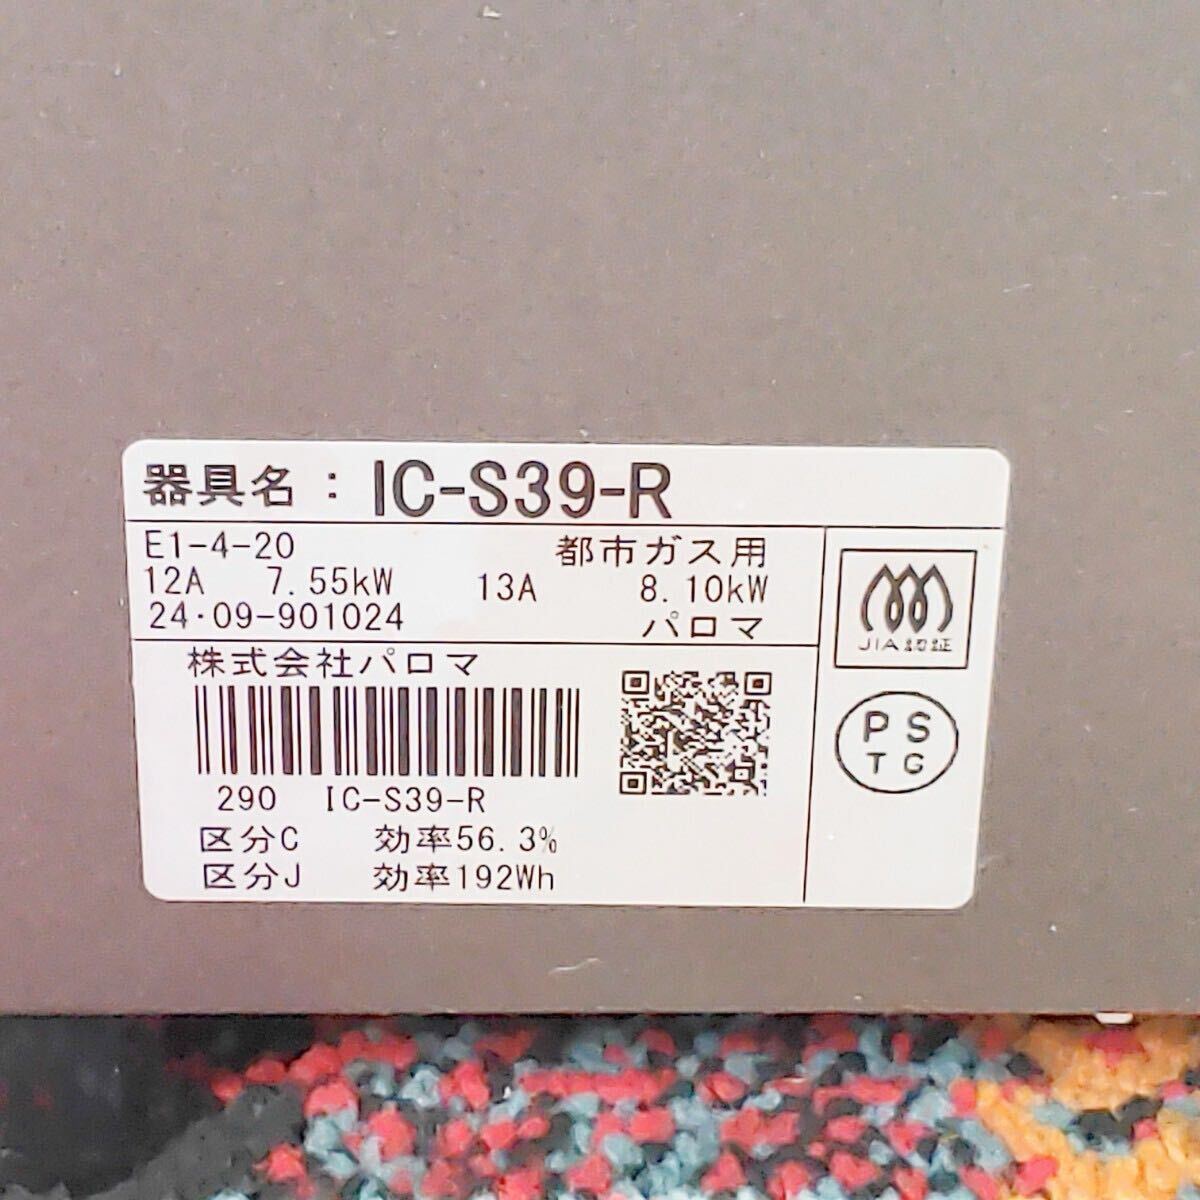 器具名：IC-S39-R
E1-4-20 都市ガス用
12A 7.55kW 13A 8.10kW
24・09-901024 パロマ
JIA認証
株式会社パロマ
PS
TG
290 IC-S39-R
区分C 効率56.3%
区分J 効率192Wh